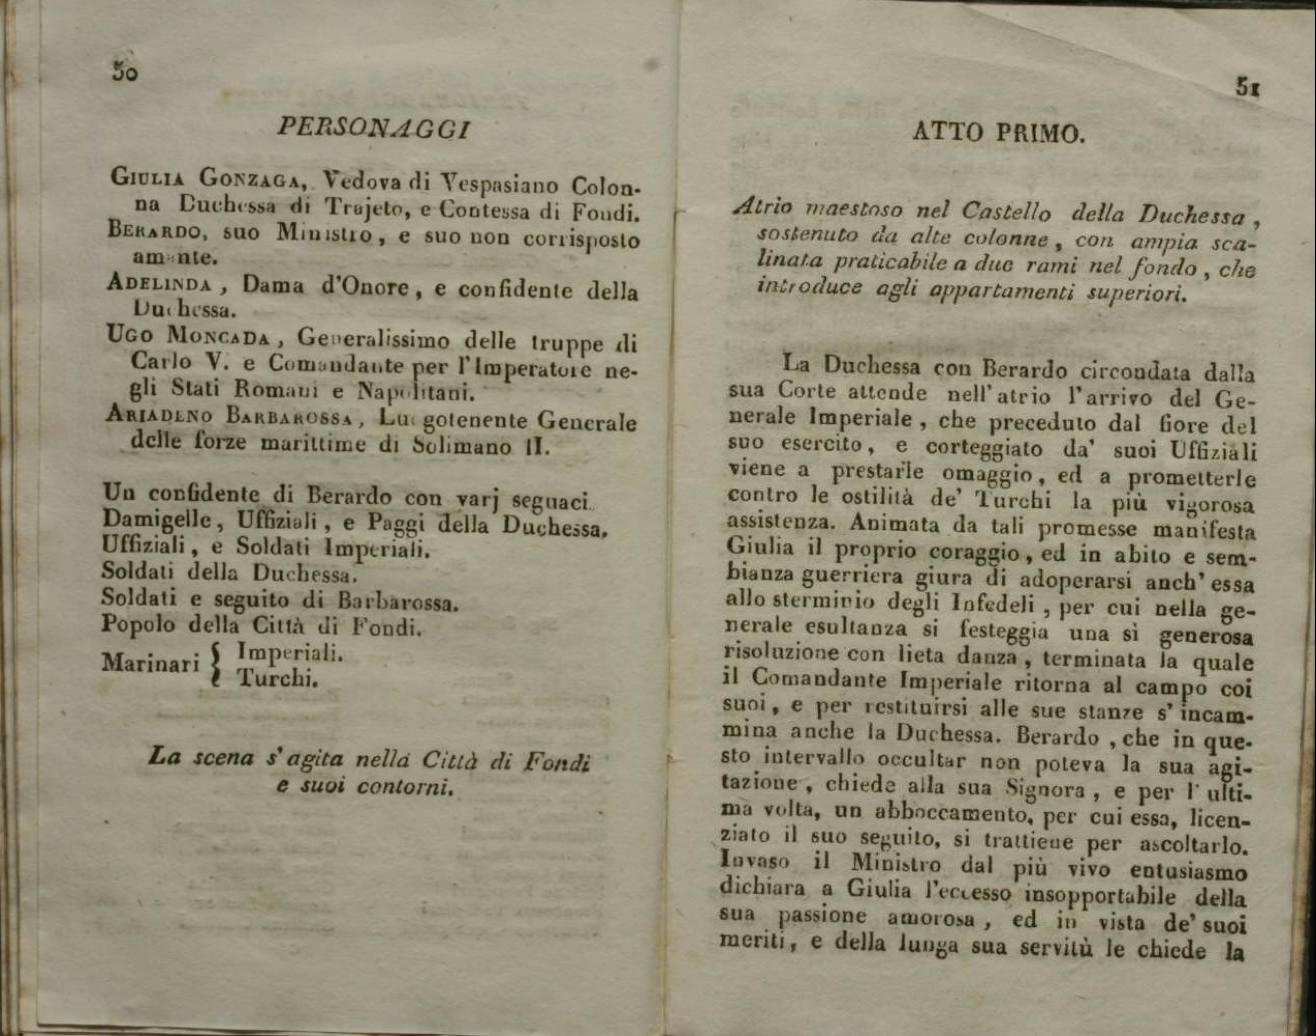 50
PERSONAGGI
GIULIA GONZAGA, Vedova di Vespasiano Colon-
na Duchessa di Trajeto, e Contessa di Fondi.
BERARDO, suo Ministro, e suo non corrisposto
amante.
ADELINDA, Dama d'Onore, e confidente della
Duchessa.
UGO MONCADA, Generalissimo delle truppe di
Carlo V. e Comandante per l'Imperatore ne-
gli Stati Romani e Napolitani.
ARIADENO BARBAROSSA, Luogotenente Generale
delle forze marittime di Solimano II.
Un confidente di Berardo con varj seguaci.
Damigelle, Uffiziali, e Paggi della Duchessa.
Uffiziali, e Soldati Imperiali.
Soldati della Duchessa.
Soldati e seguito di Barbarossa.
Popolo della Città di Fondi.
Marinari { Imperiali.
Turchi.
La scena s'agita nella Città di Fondi
e suoi contorni.
51
ATTO PRIMO.
Atrio maestoso nel Castello della Duchessa,
sostenuto da alte colonne, con ampia sca-
linata praticabile a due rami nel fondo, che
introduce agli appartamenti superiori.
La Duchessa con Berardo circondata dalla
sua Corte attende nell'atrio l'arrivo del Ge-
nerale Imperiale, che preceduto dal fiore del
suo esercito, e corteggiato da' suoi Uffiziali
viene a prestarle omaggio, ed a prometterle
contro le ostilità de' Turchi la più vigorosa
assistenza. Animata da tali promesse manifesta
Giulia il proprio coraggio, ed in abito e sem-
bianza guerriera giura di adoperarsi anch'essa
allo sterminio degli Infedeli, per cui nella ge-
nerale esultanza si festeggia una sì generosa
risoluzione con lieta danza, terminata la quale
il Comandante Imperiale ritorna al campo coi
suoi, e per restituirsi alle sue stanze s'incam-
mina anche la Duchessa. Berardo, che in que-
sto intervallo occultar non poteva la sua agi-
tazione, chiede alla sua Signora, e per l'ulti-
ma volta, un abboccamento, per cui essa, licen-
ziato il suo seguito, si trattiene per ascoltarlo.
Invaso il Ministro dal più vivo entusiasmo
dichiara a Giulia l'eccesso insopportabile della
sua passione amorosa, ed in vista de' suoi
meriti, e della lunga sua servitù le chiede la